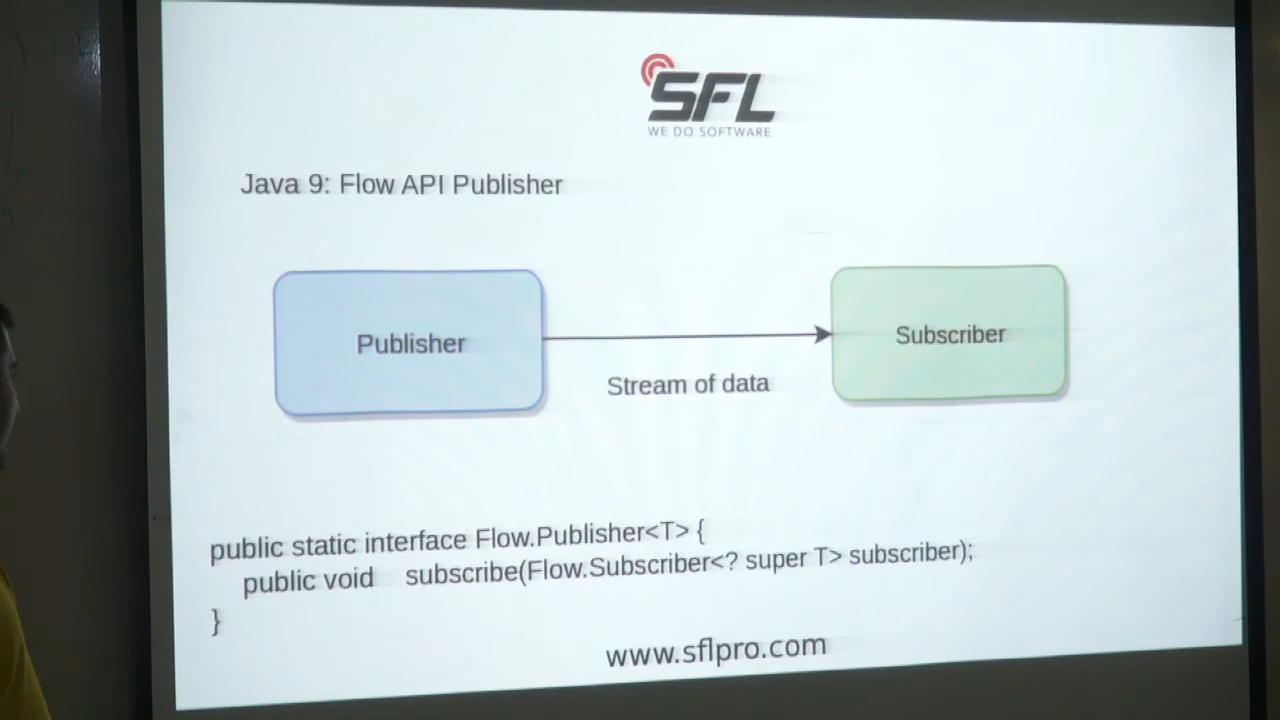 SFL
WE DO SOFTWARE
Java 9: Flow API Publisher
Publisher
Subscriber
Stream of data
public static interface Flow.Publisher<T> {
public void    subscribe(Flow.Subscriber<? super T> subscriber);
}
www.sflpro.com